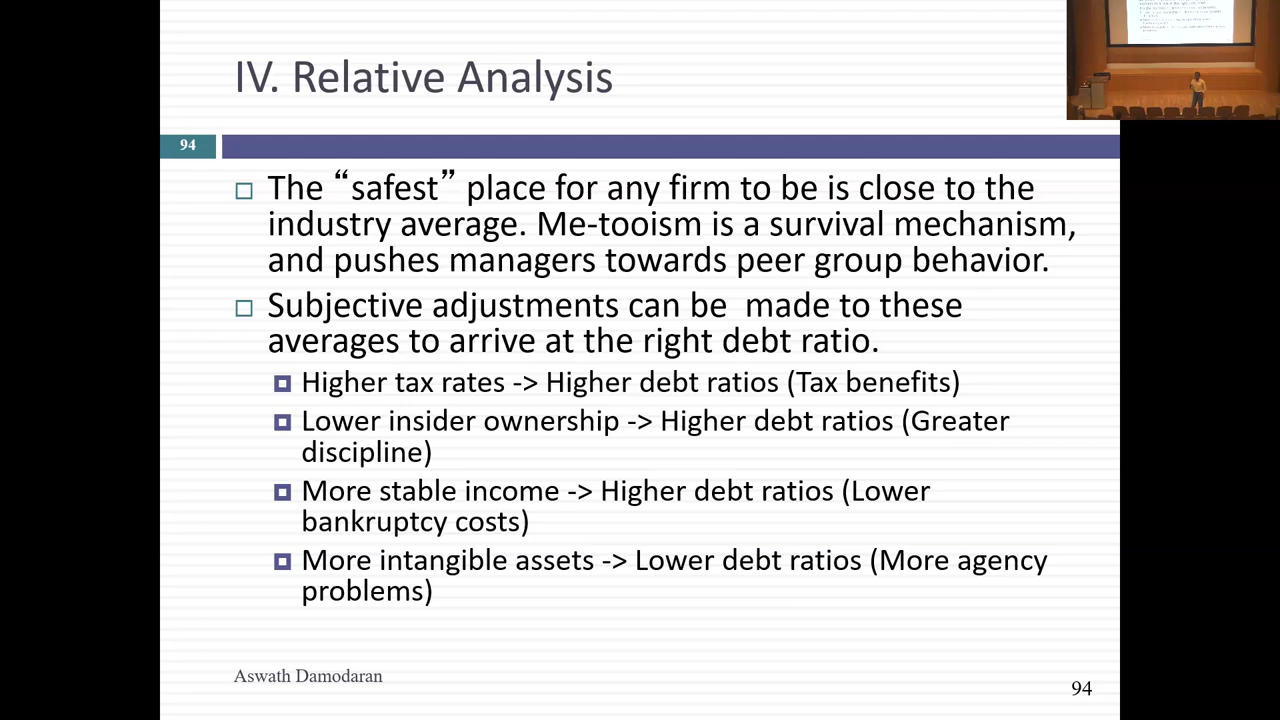 IV. Relative Analysis
94
The “safest” place for any firm to be is close to the
industry average. Me-tooism is a survival mechanism,
and pushes managers towards peer group behavior.
Subjective adjustments can be  made to these
averages to arrive at the right debt ratio.
Higher tax rates -> Higher debt ratios (Tax benefits)
Lower insider ownership -> Higher debt ratios (Greater
discipline)
More stable income -> Higher debt ratios (Lower
bankruptcy costs)
More intangible assets -> Lower debt ratios (More agency
problems)
Aswath Damodaran
94